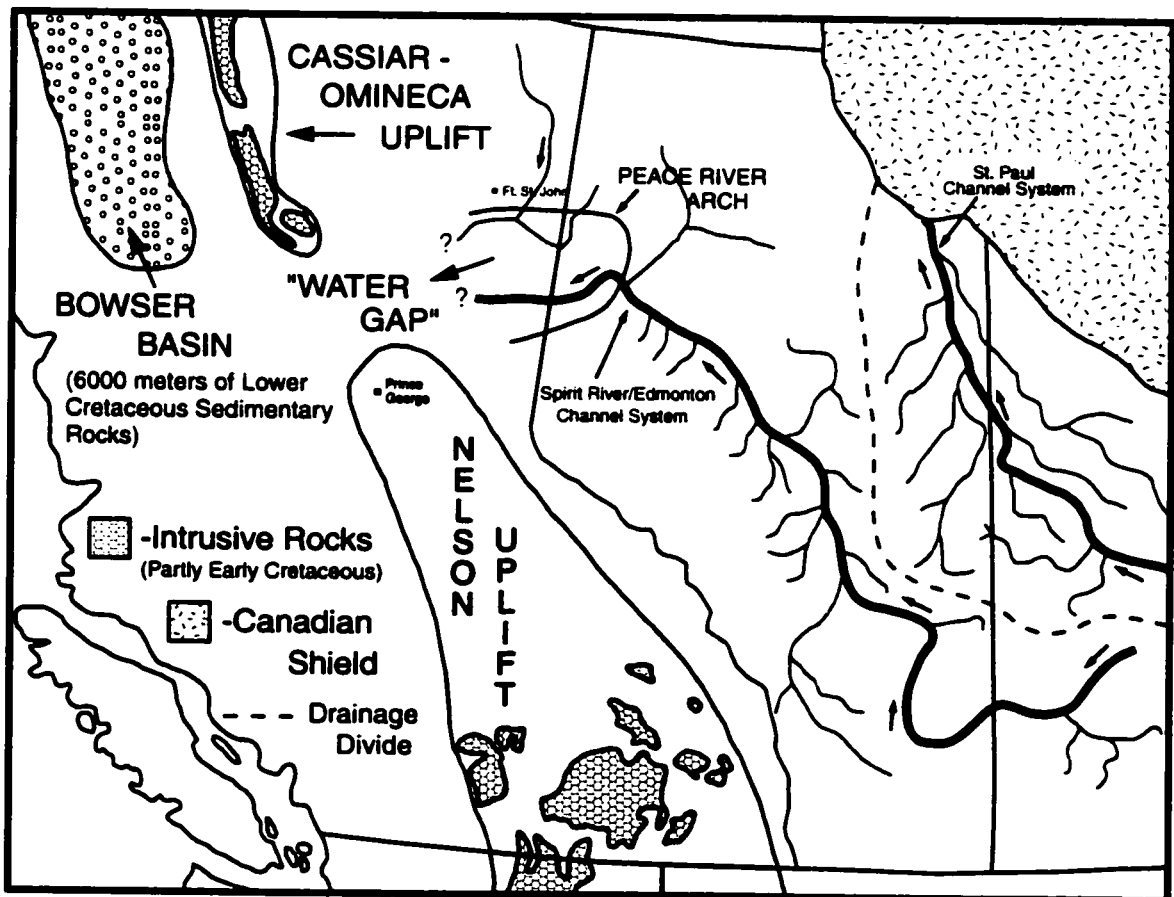 CASSIAR -
OMINECA
UPLIFT
St. Paul
Channel System
Ft. St. John
PEACE RIVER
ARCH
?
"WATER
GAP"
?
BOWSER
BASIN
(6000 meters of Lower
Cretaceous Sedimentary
Rocks)
Prince
George
Spirit River/Edmonton
Channel System
NELSON
UPLIFT
-Intrusive Rocks
(Partly Early Cretaceous)
-Canadian
Shield
- - - Drainage
Divide